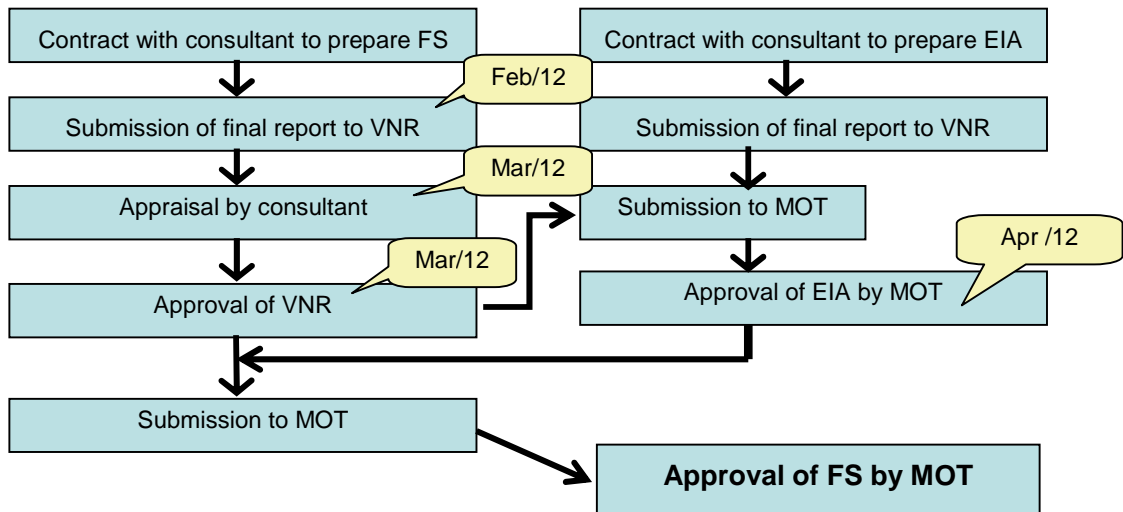 Contract with consultant to prepare FS
Contract with consultant to prepare EIA
Feb/12
Submission of final report to VNR
Submission of final report to VNR
Mar/12
Appraisal by consultant
Submission to MOT
Mar/12
Apr /12
Approval of VNR
Approval of EIA by MOT
Submission to MOT
Approval of FS by MOT